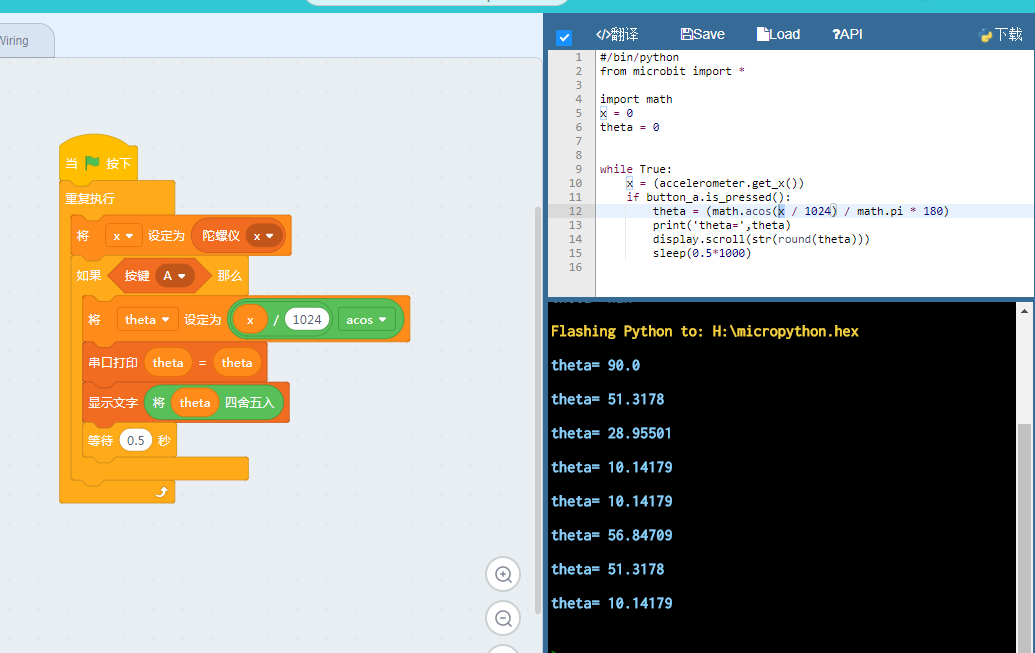 Wiring
当 按下
重复执行
将 x 设定为 陀螺仪 x
如果 按键 A 那么
将 theta 设定为 x / 1024 acos
串口打印 theta = theta
显示文字 将 theta 四舍五入
等待 0.5 秒
</>翻译 Save Load ?API 下载
1 #/bin/python
2 from microbit import *
3
4 import math
5 x = 0
6 theta = 0
7
8
9 while True:
10 x = (accelerometer.get_x())
11 if button_a.is_pressed():
12 theta = (math.acos(x / 1024) / math.pi * 180)
13 print('theta=',theta)
14 display.scroll(str(round(theta)))
15 sleep(0.5*1000)
16
Flashing Python to: H:\micropython.hex
theta= 90.0
theta= 51.3178
theta= 28.95501
theta= 10.14179
theta= 10.14179
theta= 56.84709
theta= 51.3178
theta= 10.14179